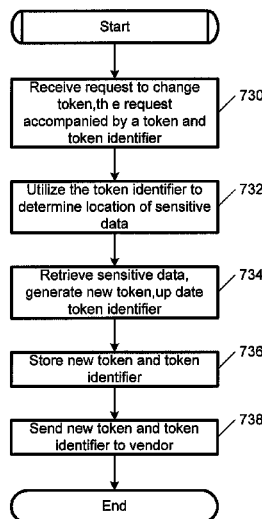 Start
Receive request to change
token,th e request
accompanied by a token and
token identifier
730
Utilize the token identifier to
determine location of sensitive
data
732
Retrieve sensitive data,
generate new token,up date
token identifier
734
Store new token and token
identifier
736
Send new token and token
identifier to vendor
738
End